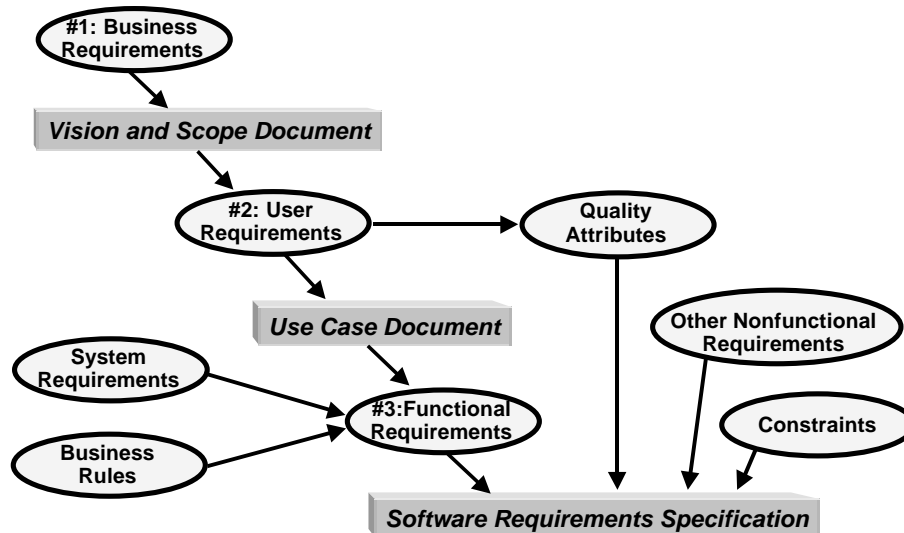 #1: Business
Requirements
Vision and Scope Document
#2: User
Requirements
Quality
Attributes
Use Case Document
Other Nonfunctional
Requirements
System
Requirements
#3:Functional
Requirements
Constraints
Business
Rules
Software Requirements Specification